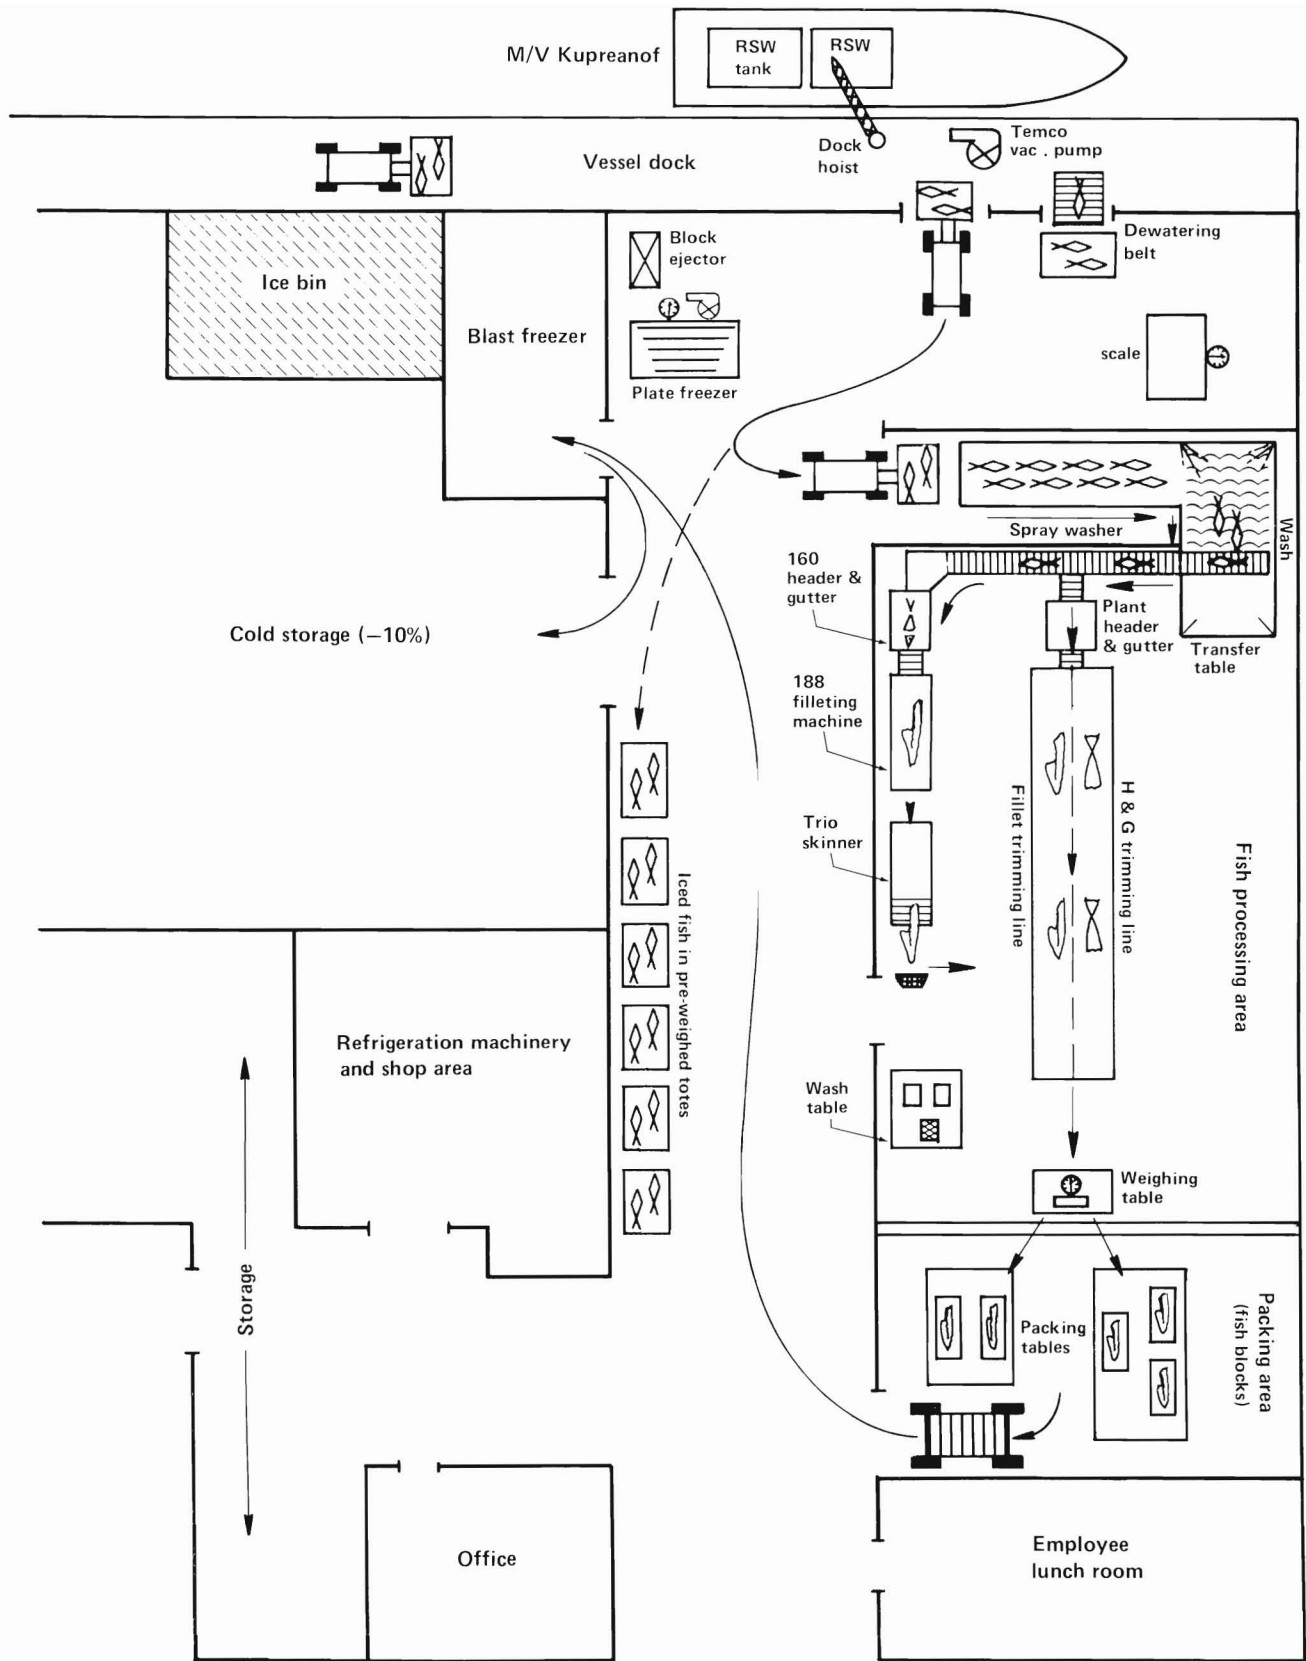 M/V Kupreanof
RSW
tank
RSW
Dock
hoist
Temco
vac . pump
Vessel dock
Dewatering
belt
Block
ejector
Ice bin
Blast freezer
Plate freezer
scale
Spray washer
Wash
160
header &
gutter
Plant
header
& gutter
Transfer
table
Cold storage (−10%)
188
filleting
machine
Trio
skinner
Fillet trimming line
H & G trimming line
Fish processing area
Iced fish in pre-weighed totes
Refrigeration machinery
and shop area
Wash
table
Weighing
table
Storage
Packing
tables
Packing area
(fish blocks)
Office
Employee
lunch room